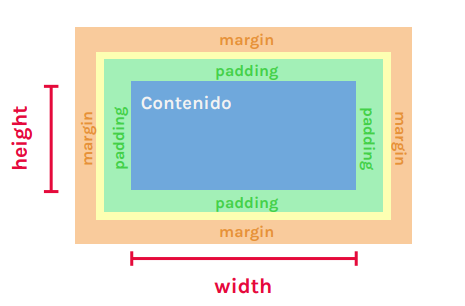 margin
padding
Contenido
height
margin
padding
padding
margin
padding
margin
width